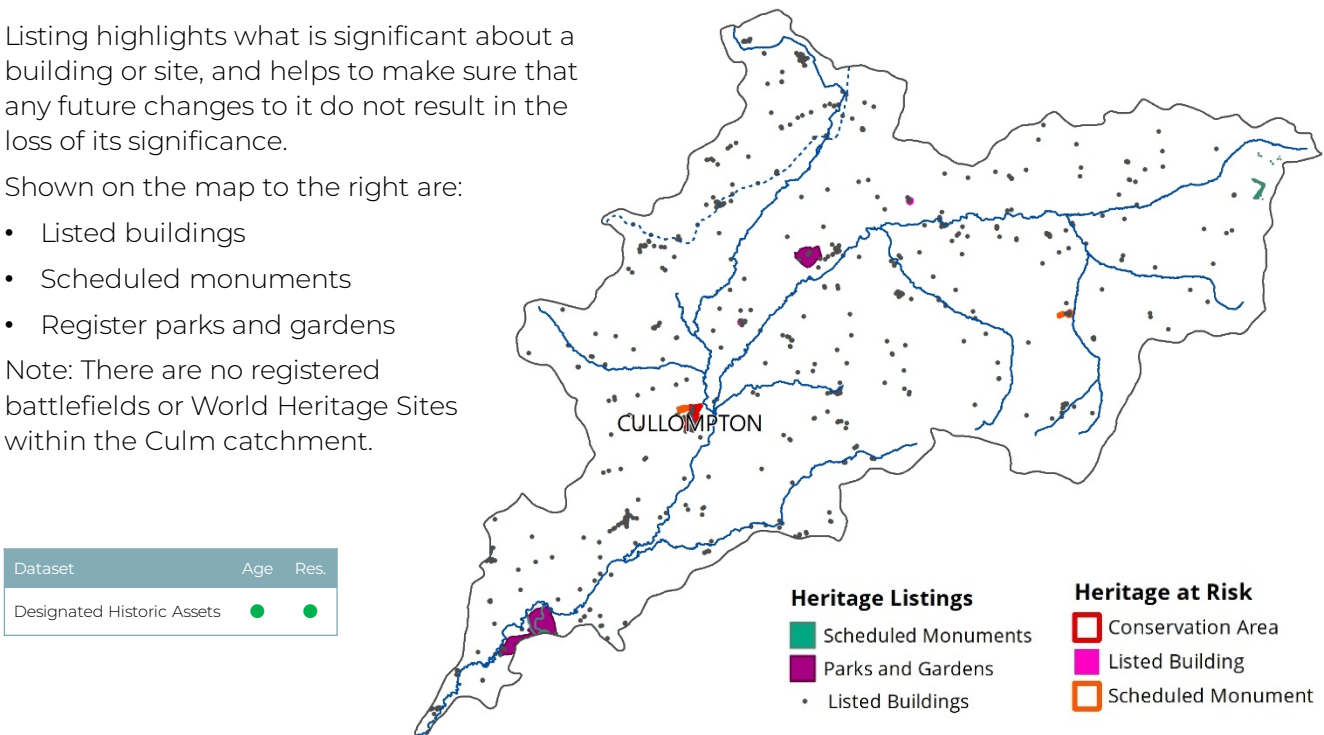 Listing highlights what is significant about a
building or site, and helps to make sure that
any future changes to it do not result in the
loss of its significance.
Shown on the map to the right are:
• Listed buildings
• Scheduled monuments
• Register parks and gardens
Note: There are no registered
battlefields or World Heritage Sites
within the Culm catchment.
Dataset Age Res.
Designated Historic Assets
CULLOMPTON
Heritage Listings
Scheduled Monuments
Parks and Gardens
Listed Buildings
Heritage at Risk
Conservation Area
Listed Building
Scheduled Monument